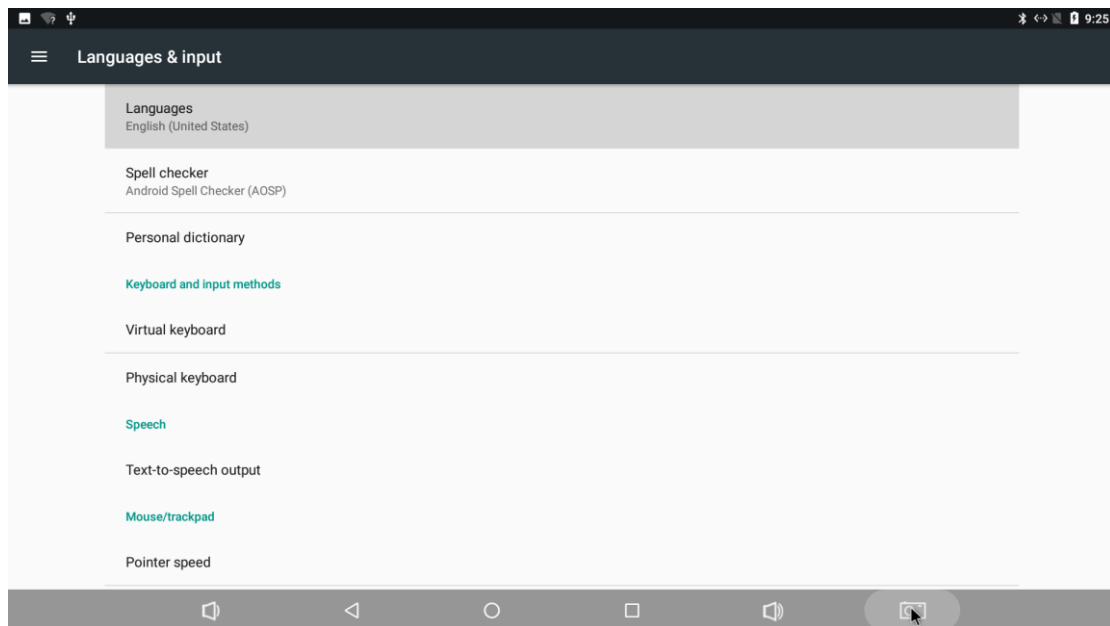 9:25
Languages & input
Languages
English (United States)
Spell checker
Android Spell Checker (AOSP)
Personal dictionary
Keyboard and input methods
Virtual keyboard
Physical keyboard
Speech
Text-to-speech output
Mouse/trackpad
Pointer speed